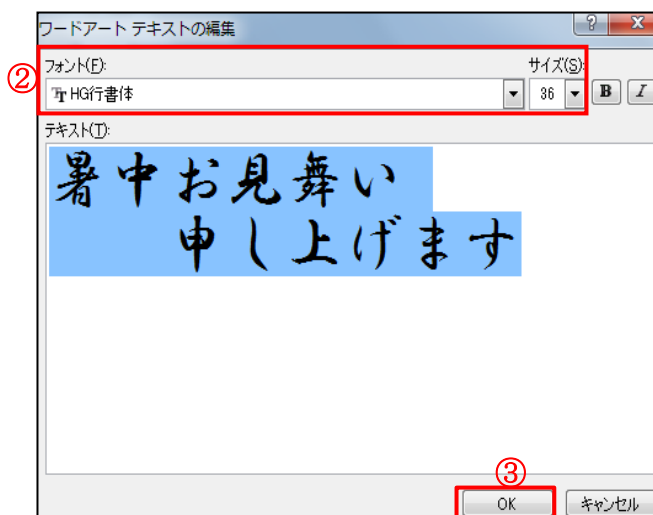 ワードアート テキストの編集
? X
② フォント(F): サイズ(S):
Tr HG行書体 36 B I
テキスト(T):
暑中お見舞い
申し上げます
③
OK キャンセル